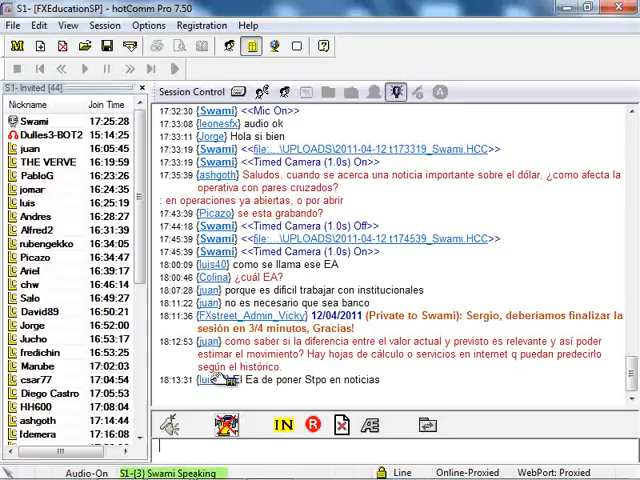 S1- [FXEducationSP] - hotComm Pro 7.50
File Edit View Session Options Registration Help
S1- Invited [44]
Session Control
Nickname Join Time
Swami 17:25:28
Dulles3-BOT2 15:14:25
juan 16:05:45
THE VERVE 16:19:59
PabloG 16:23:25
jomar 16:24:35
luis 16:25:19
Andres 16:27:18
Alfred2 16:31:39
rubengekko 16:34:28
Picazo 16:34:47
Ariel 16:39:17
chw 16:46:14
Salo 16:49:27
David89 16:51:10
Jorge 16:52:32
Jucho 16:53:17
fredichin 16:55:24
Marube 17:04:06
csar77 17:04:54
Diego Castro 17:05:36
HH600 17:08:08
ashgoth 17:12:14
fdemera 17:12:18
17:32:30 {Swami} <<Mic On>>
17:33:08 {leonesfx} audio ok
17:33:11 {Jorge} Hola si bien
17:33:19 {Swami} <<file:...\UPLOADS\2011-04-12 t173319_Swami.HCC>>
17:33:19 {Swami} <<Timed Camera (1.0s) On>>
17:35:39 {ashgoth} Saludos. cuando se acerca una noticia importante sobre el dólar, ¿como afecta la
operativa con pares cruzados?
: en operaciones ya abiertas, o por abrir
17:43:39 {Picazo} se esta grabando?
17:44:18 {Swami} <<Timed Camera (1.0s) Off>>
17:45:39 {Swami} <<file:...\UPLOADS\2011-04-12 t174539_Swami.HCC>>
17:45:39 {Swami} <<Timed Camera (1.0s) On>>
18:00:14 {luis40} como se llama ese EA
18:00:46 {Colina} ¿cuál EA?
18:07:28 {juan} porque es dificil trabajar con institucionales
18:11:22 {juan} no es necesario que sea banco
18:11:36 {FXstreet_Admin_Vicky} 12/04/2011 (Private to Swami): Sergio, deberiamos finalizar la
sesión en 3/4 minutos, Gracias!
18:12:53 {juan} como saber si la diferencia entre el valor actual y previsto es relevante y así poder
estimar el movimiento? Hay hojas de cálculo o servicios en internet q puedan predecirlo
según el histórico.
18:13:31 {luis El Ea de poner Stpo en noticias
IN R
Audio-On S1-{3} Swami Speaking Line Online-Proxied WebPort: Proxied